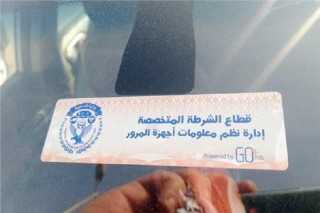 قطاع الشرطة المتخصصة
إدارة نظم معلومات أجهزة المرور
Powered by GO